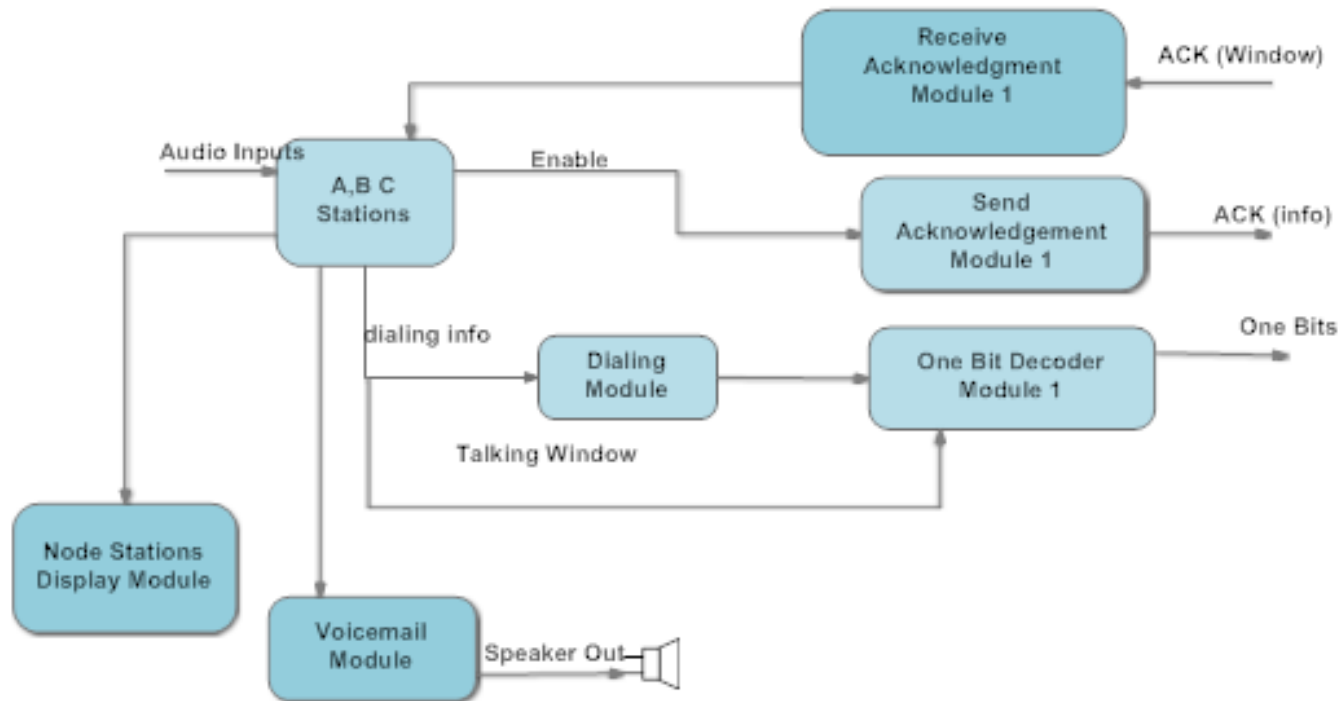 Receive
Acknowledgment
Module 1
ACK (Window)
Audio Inputs
A,B C
Stations
Enable
Send
Acknowledgement
Module 1
ACK (info)
dialing info
Dialing
Module
One Bit Decoder
Module 1
One Bits
Talking Window
Node Stations
Display Module
Voicemail
Module
Speaker Out